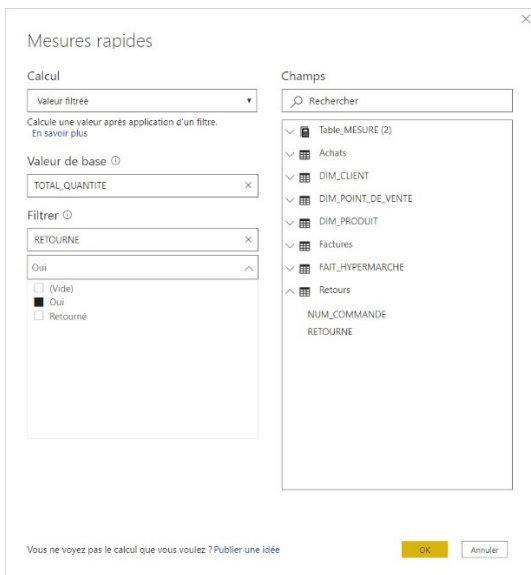 Mesures rapides
Calcul
Valeur filtrée
Calcule une valeur après application d'un filtre.
En savoir plus
Valeur de base
TOTAL_QUANTITE
Filtrer
RETOURNE
Oui
(Vide)
Oui
Retourné
Champs
Rechercher
Table_MESURE (2)
Achats
DIM_CLIENT
DIM_POINT_DE_VENTE
DIM_PRODUIT
Factures
FAIT_HYPERMARCHE
Retours
NUM_COMMANDE
RETOURNE
Vous ne voyez pas le calcul que vous voulez ? Publier une idée
OK
Annuler